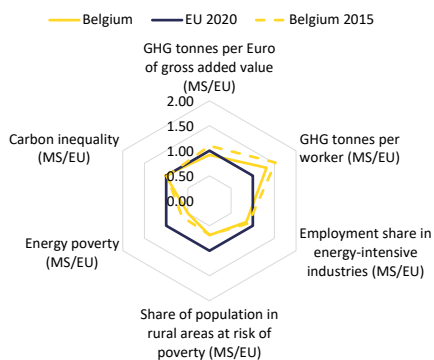 Belgium EU 2020 Belgium 2015
GHG tonnes per Euro
of gross added value
(MS/EU)
2.00
1.50
1.00
0.50
0.00
Carbon inequality
(MS/EU)
GHG tonnes per
worker (MS/EU)
Energy poverty
(MS/EU)
Employment share in
energy-intensive
industries (MS/EU)
Share of population in
rural areas at risk of
poverty (MS/EU)